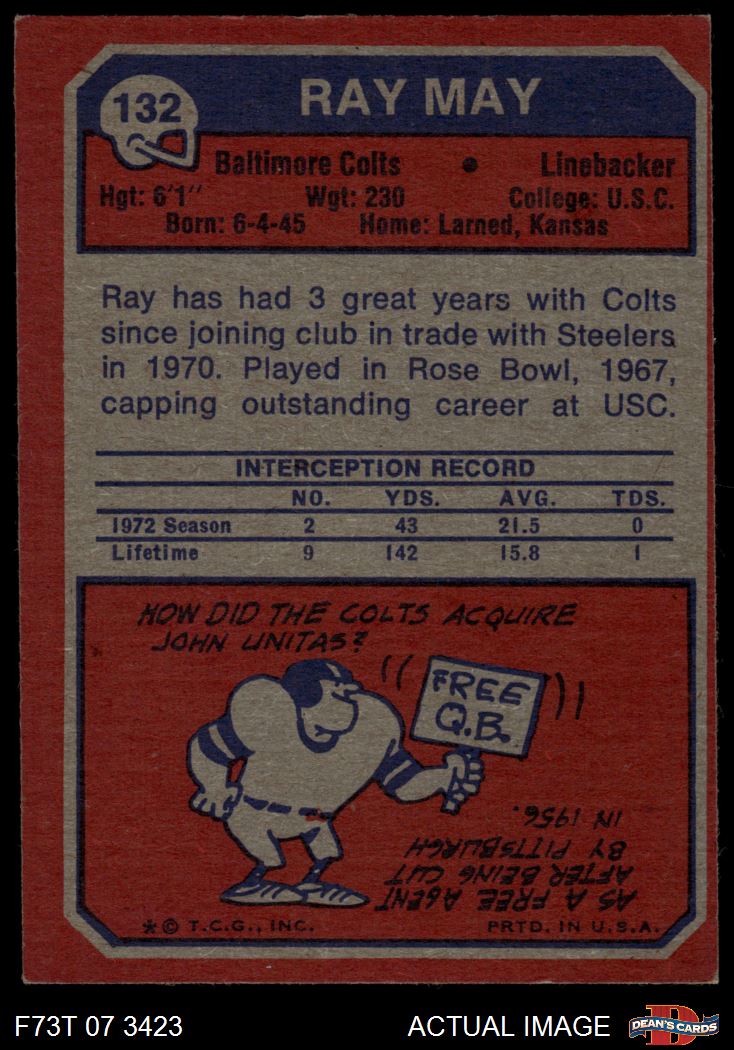 132
RAY MAY
Baltimore Colts • Linebacker
Hgt: 6'1" Wgt: 230 College: U.S.C.
Born: 6-4-45 Home: Larned, Kansas
Ray has had 3 great years with Colts
since joining club in trade with Steelers
in 1970. Played in Rose Bowl, 1967,
capping outstanding career at USC.
INTERCEPTION RECORD
NO. YDS. AVG. TDS.
1972 Season 2 43 21.5 0
Lifetime 9 142 15.8 1
HOW DID THE COLTS ACQUIRE
JOHN UNITAS?
FREE
Q.B.
AS A FREE AGENT
AFTER BEING CUT
BY PITTSBURGH
IN 1956.
* © T.C.G., INC. PRTD. IN U.S.A.
F73T 07 3423 ACTUAL IMAGE
D
DEAN'S CARDS